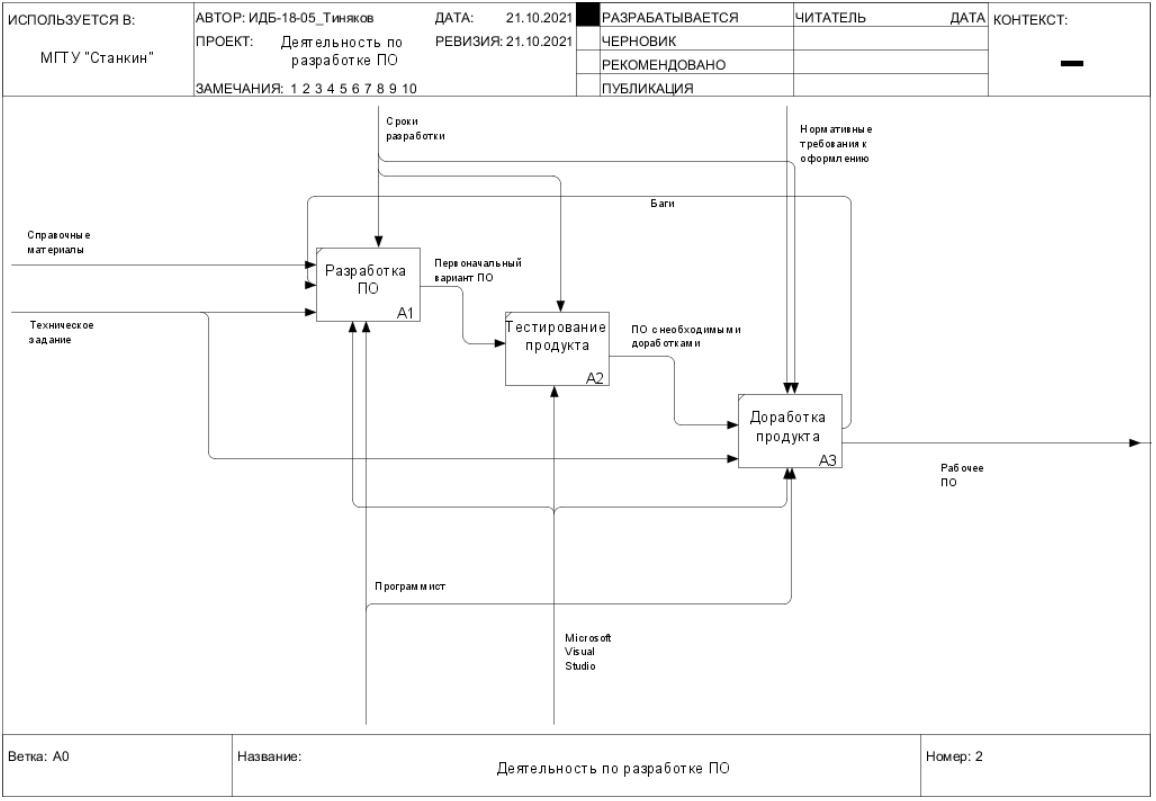 ИСПОЛЬЗУЕТСЯ В:
МГТУ "Станкин"
АВТОР: ИДБ-18-05_Тиняков
ДАТА: 21.10.2021
ПРОЕКТ: Деятельность по
разработке ПО
РЕВИЗИЯ: 21.10.2021
ЗАМЕЧАНИЯ: 1 2 3 4 5 6 7 8 9 10
РАЗРАБАТЫВАЕТСЯ
ЧЕРНОВИК
РЕКОМЕНДОВАНО
ПУБЛИКАЦИЯ
ЧИТАТЕЛЬ
ДАТА
КОНТЕКСТ:
Сроки
разработки
Нормативные
требования к
оформлению
Баги
Справочные
материалы
Разработка
ПО
A1
Первоначальный
вариант ПО
Техническое
задание
Тестирование
продукта
A2
ПО с необходимыми
доработками
Доработка
продукта
A3
Рабочее
ПО
Программист
Microsoft
Visual
Studio
Ветка: A0
Название:
Деятельность по разработке ПО
Номер: 2